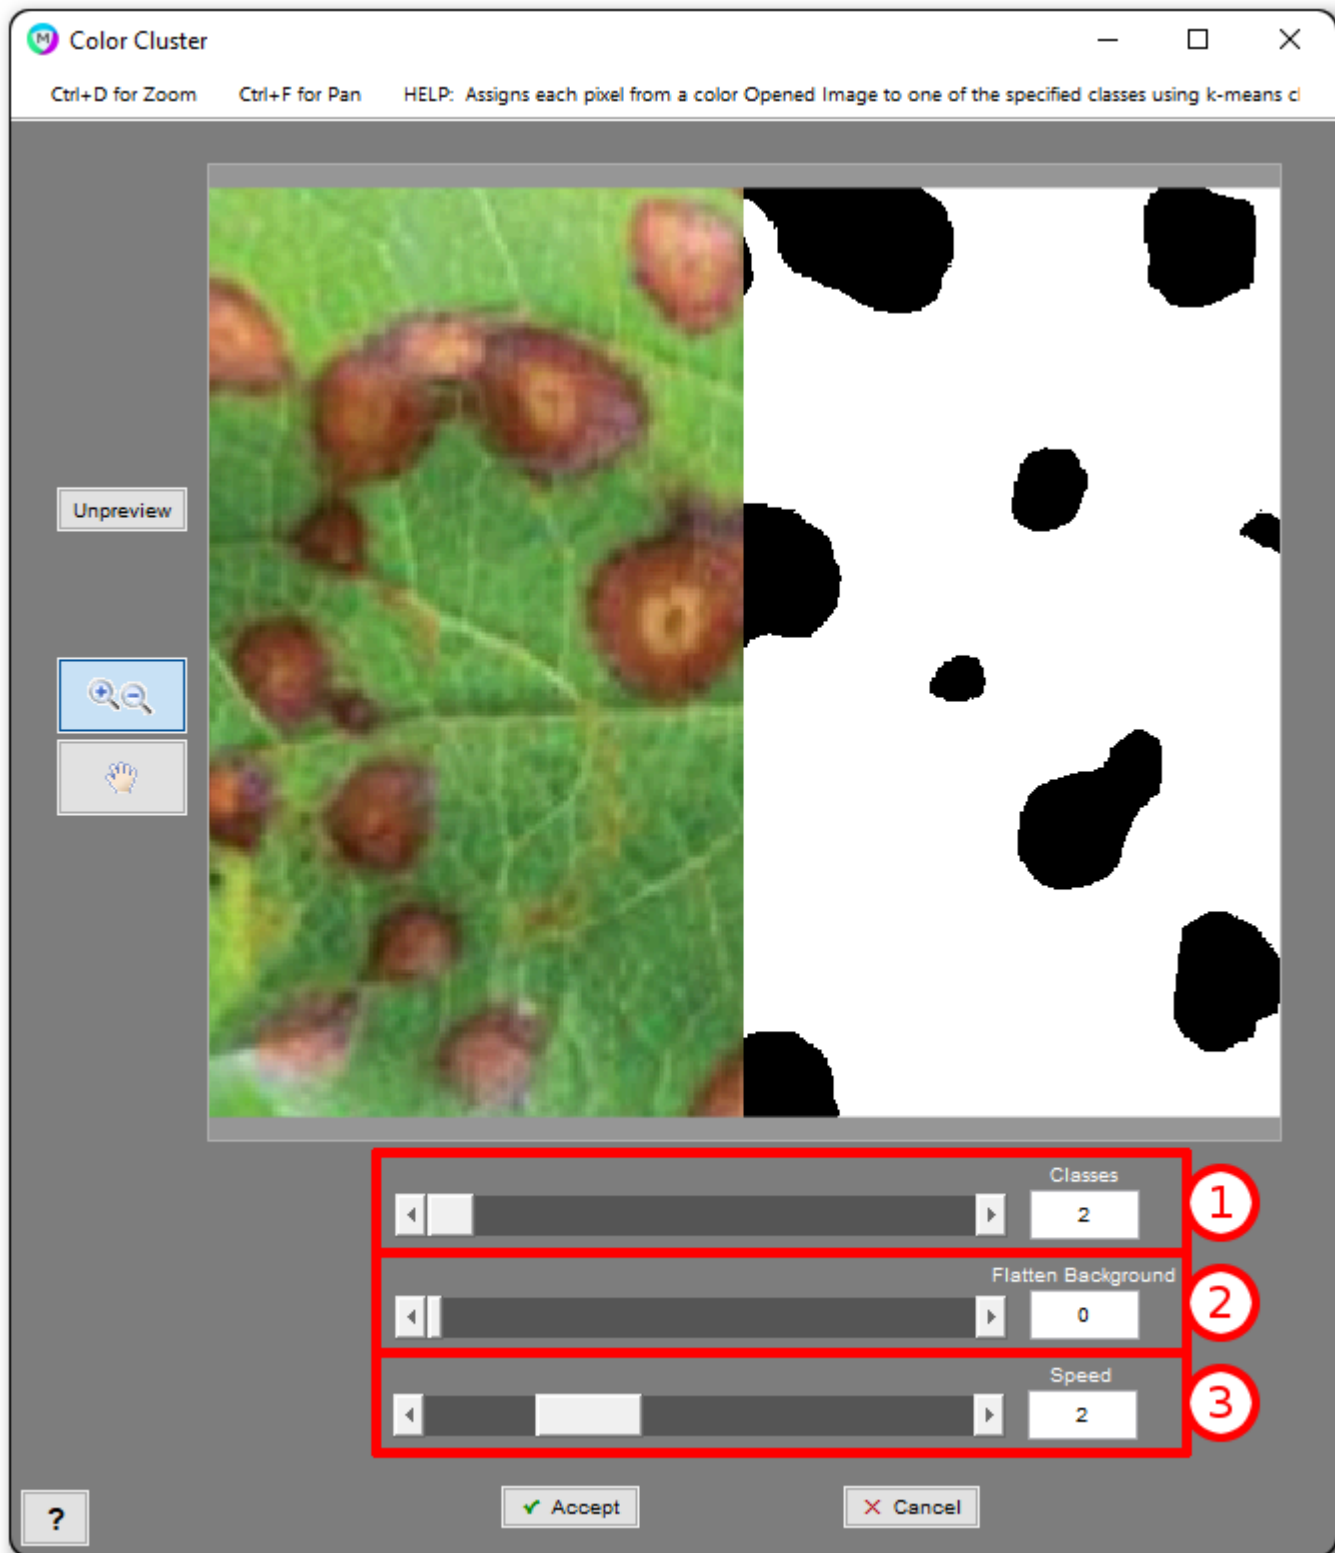 Color Cluster
Ctrl+D for Zoom Ctrl+F for Pan HELP: Assigns each pixel from a color Opened Image to one of the specified classes using k-means cl
Unpreview
Classes
2
1
Flatten Background
0
2
Speed
2
3
Accept Cancel
?